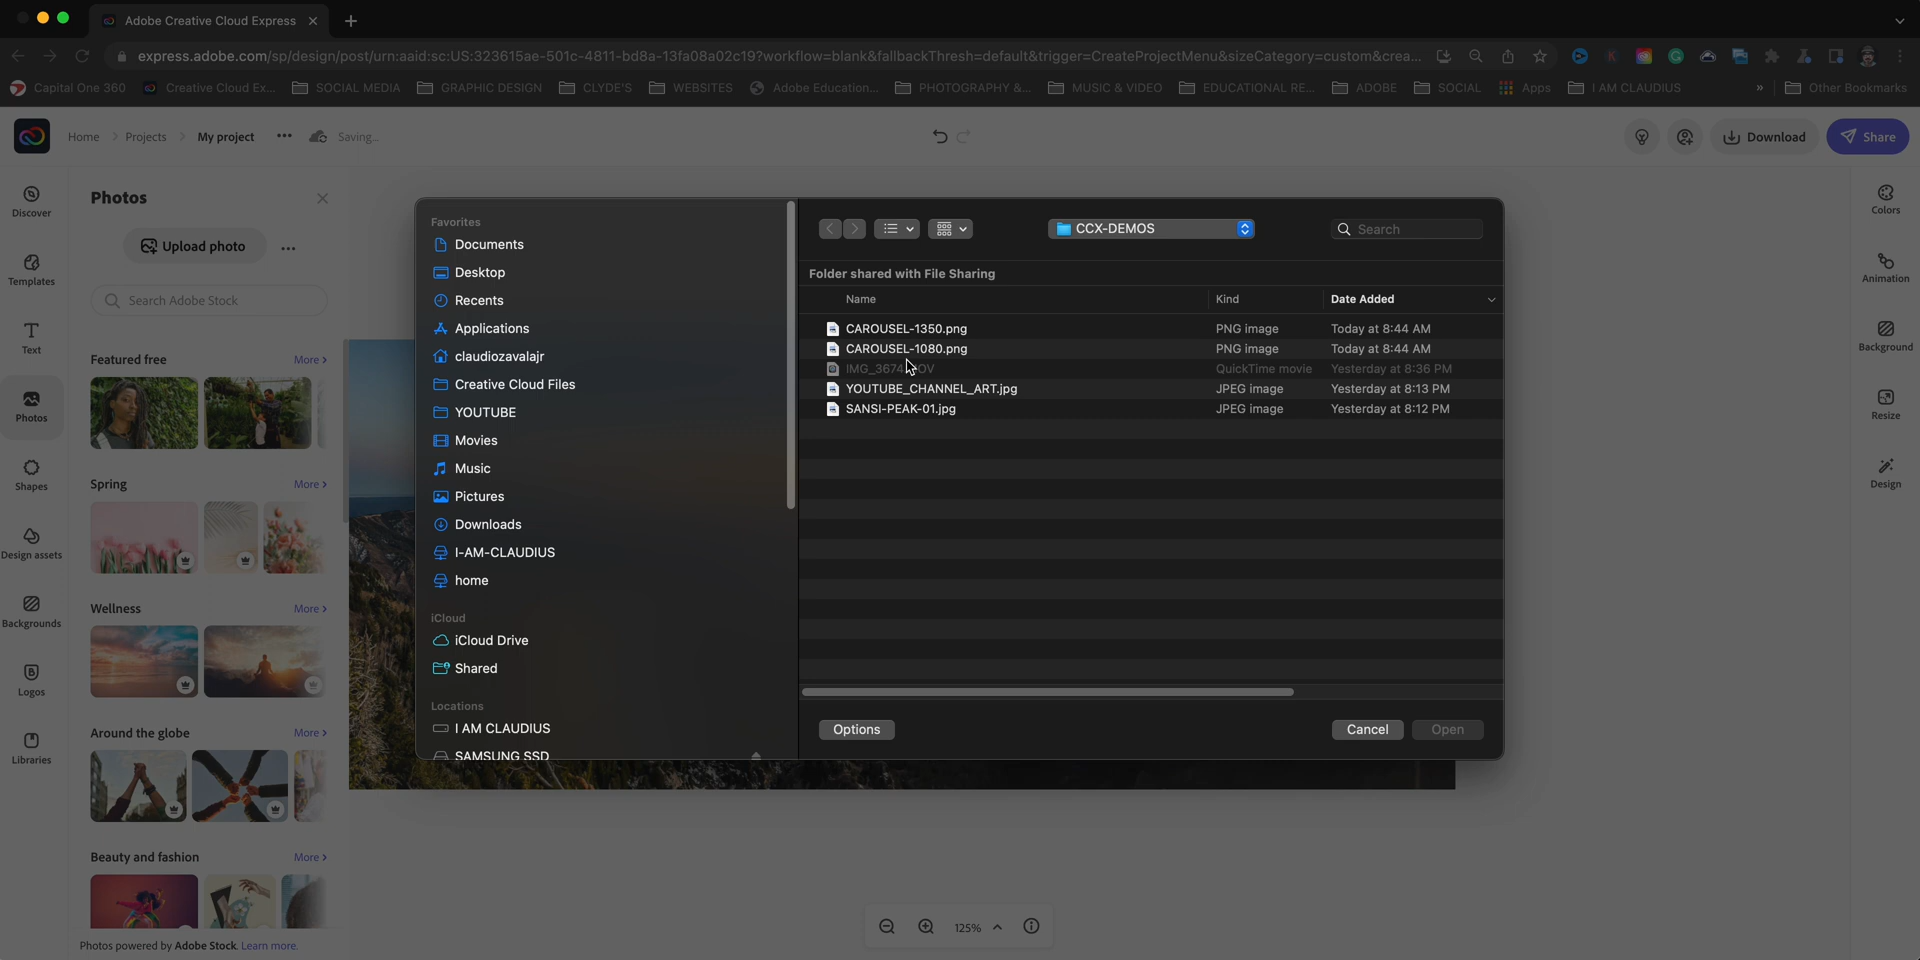 Adobe Creative Cloud Express
express.adobe.com/sp/design/post/urn:aaid:sc:US:323615ae-501c-4811-bd8a-13fa08a02c19?workflow=blank&fallbackThresh=default&trigger=CreateProjectMenu&sizeCategory=custom&crea...
Capital One 360
Creative Cloud Ex...
SOCIAL MEDIA
GRAPHIC DESIGN
CLYDE'S
WEBSITES
Adobe Education...
PHOTOGRAPHY &...
MUSIC & VIDEO
EDUCATIONAL RE...
ADOBE
SOCIAL
Apps
I AM CLAUDIUS
»
Other Bookmarks
Home
Projects
My project
Saving...
Download
Share
Discover
Templates
Text
Photos
Shapes
Design assets
Backgrounds
Logos
Libraries
Photos
Upload photo
Search Adobe Stock
Featured free
More
Spring
More
Wellness
More
Around the globe
More
Beauty and fashion
More
Photos powered by Adobe Stock. Learn more.
Favorites
Documents
Desktop
Recents
Applications
claudiozavalajr
Creative Cloud Files
YOUTUBE
Movies
Music
Pictures
Downloads
I-AM-CLAUDIUS
home
iCloud
iCloud Drive
Shared
Locations
I AM CLAUDIUS
SAMSUNG SSD
CCX-DEMOS
Search
Folder shared with File Sharing
Name Kind Date Added
CAROUSEL-1350.png PNG image Today at 8:44 AM
CAROUSEL-1080.png PNG image Today at 8:44 AM
QuickTime movie Yesterday at 8:36 PM
YOUTUBE_CHANNEL_ART.jpg JPEG image Yesterday at 8:13 PM
SANSI-PEAK-01.jpg JPEG image Yesterday at 8:12 PM
Options
Cancel
Open
125%
Colors
Animation
Background
Resize
Design